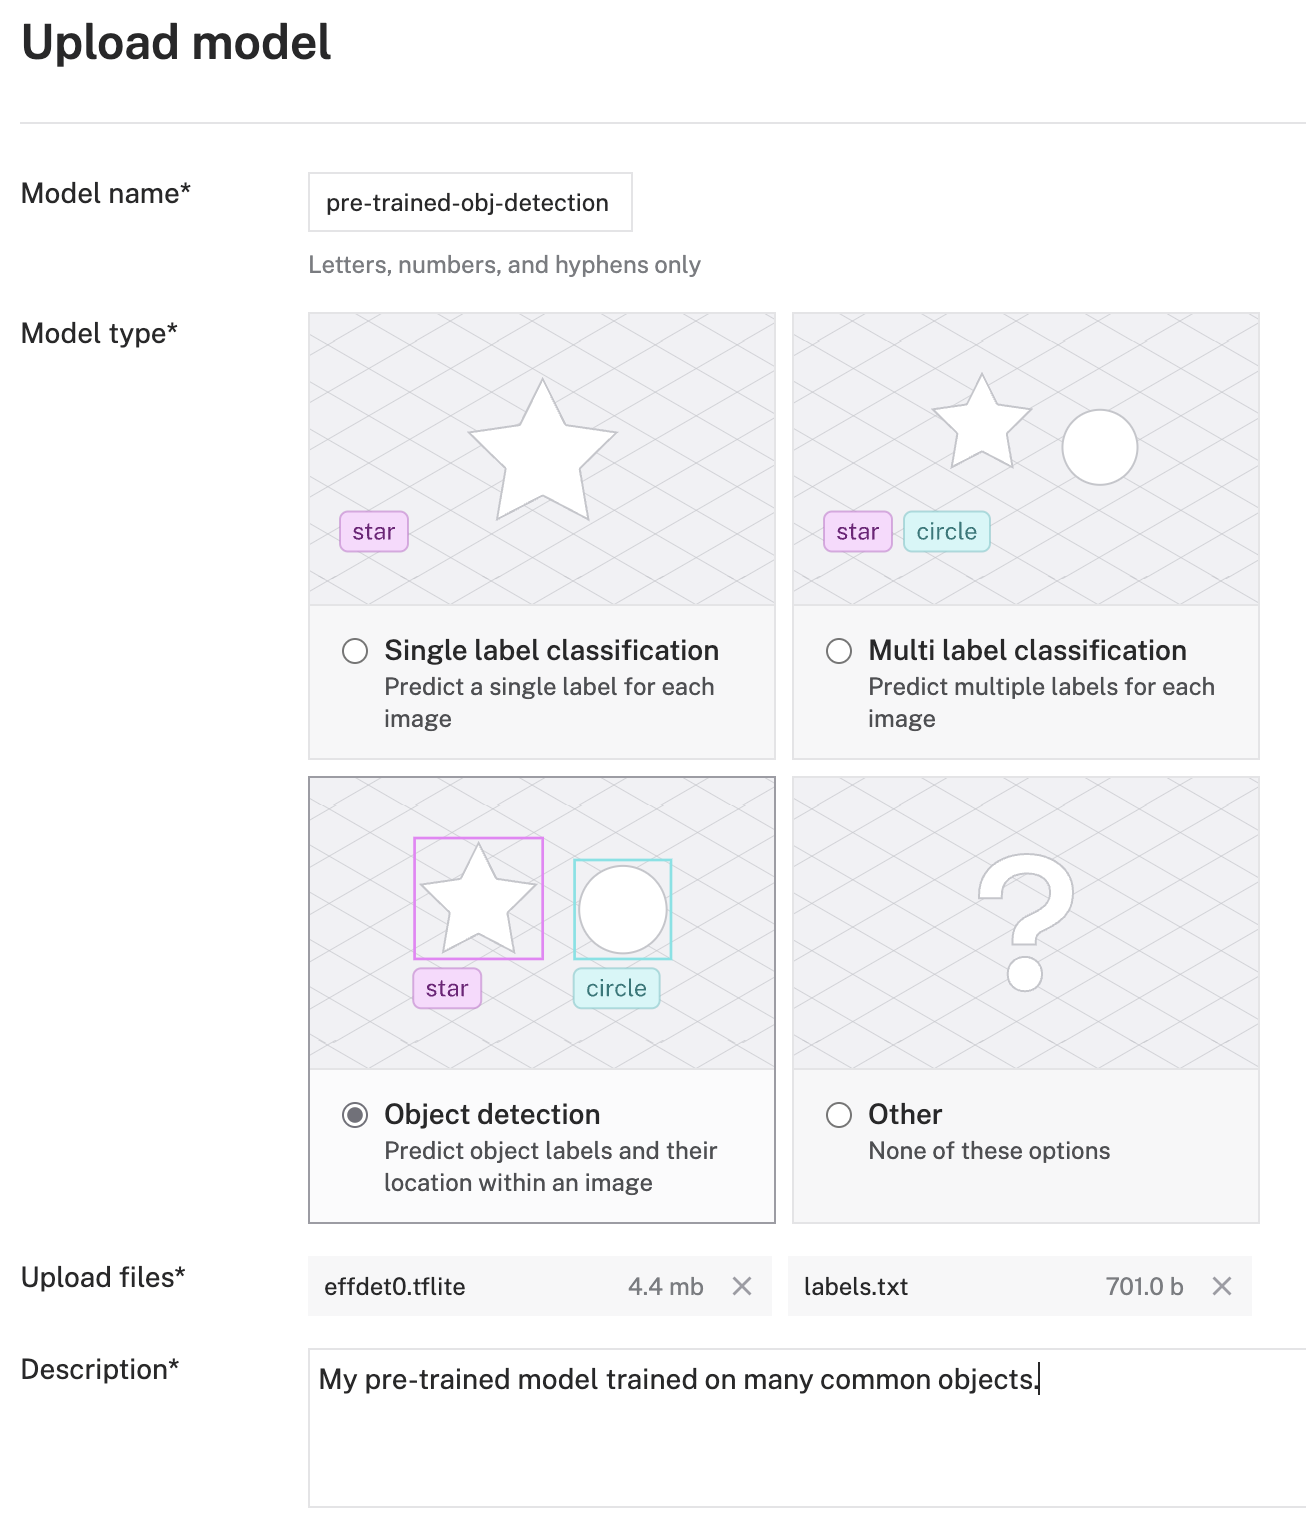 Upload model
Model name*
pre-trained-obj-detection
Letters, numbers, and hyphens only
Model type*
star
star circle
Single label classification
Predict a single label for each
image
Multi label classification
Predict multiple labels for each
image
star
circle
Object detection
Predict object labels and their
location within an image
?
Other
None of these options
Upload files*
effdet0.tflite 4.4 mb
labels.txt 701.0 b
Description*
My pre-trained model trained on many common objects.